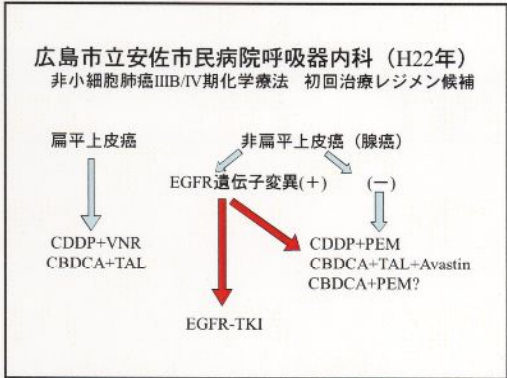 広島市立安佐市民病院呼吸器内科（H22年）
非小細胞肺癌IIIB/IV期化学療法　初回治療レジメン候補
扁平上皮癌
非扁平上皮癌（腺癌）
EGFR遺伝子変異(+)
(－)
CDDP+VNR
CBDCA+TAL
CDDP+PEM
CBDCA+TAL+Avastin
CBDCA+PEM?
EGFR-TKI